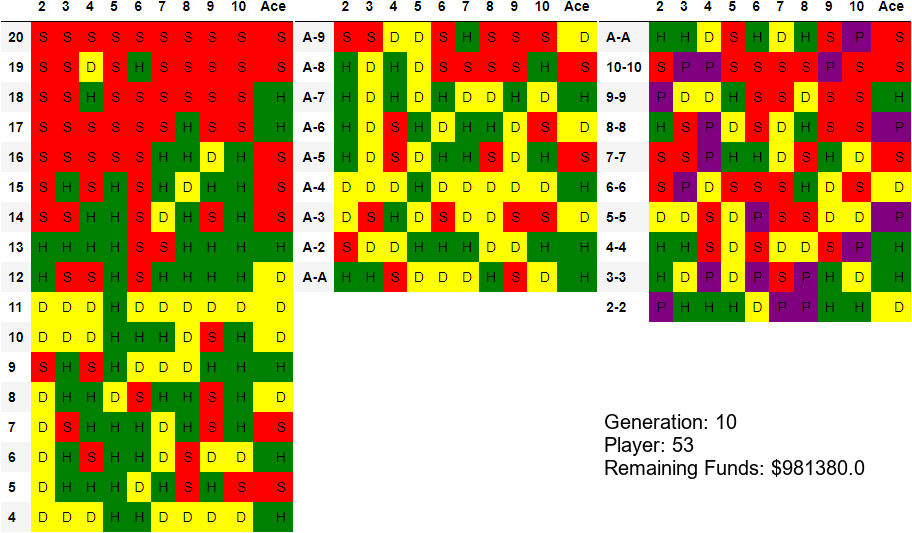 2 3 4 5 6 7 8 9 10 Ace
20 S S S S S S S S S S
19 S S D S H S S S S S
18 S S H S S S S S S H
17 S S S S S S H S S H
16 S S S S S H H D H S
15 S H S H S H D H H S
14 S S H H S D H S H S
13 H H H H S S H H H H
12 H S S H S H H H H D
11 D D D H D D D D D D
10 D D D H H H D S H D
9 S H S H D D D H H H
8 D H H D S H H S H D
7 D S H H H D H S H S
6 D H S H H D S D D H
5 D H H H D H S H S S
4 D D D H H D D D D H
2 3 4 5 6 7 8 9 10 Ace
A-9 S S D D S H S S S D
A-8 H D H D S S S S H S
A-7 H D H D H D D H D H
A-6 H D S H D H H D S D
A-5 H D S D H H S D H S
A-4 D D D H D D D D D H
A-3 D S H D S D D S S D
A-2 S D D H H H D D H H
A-A H H S D D D H S D H
2 3 4 5 6 7 8 9 10 Ace
A-A H H D S H D H S P S
10-10 S P P S S S S P S S
9-9 P D D H S S D S S H
8-8 H S P D S D H S S P
7-7 S S P H H D S H D S
6-6 S P D S S S H D S D
5-5 D D S D P S S D D P
4-4 H H S D S D D S P H
3-3 H D P D P S P H D H
2-2 P H H H D P P H H D
Generation: 10
Player: 53
Remaining Funds: $981380.0